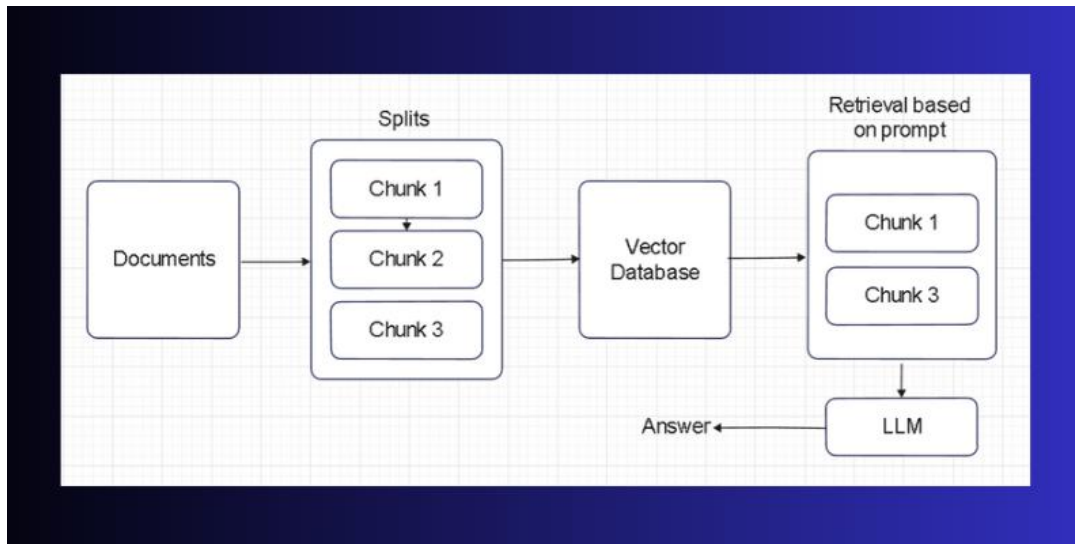 Documents
Splits
Chunk 1
Chunk 2
Chunk 3
Vector
Database
Retrieval based
on prompt
Chunk 1
Chunk 3
LLM
Answer